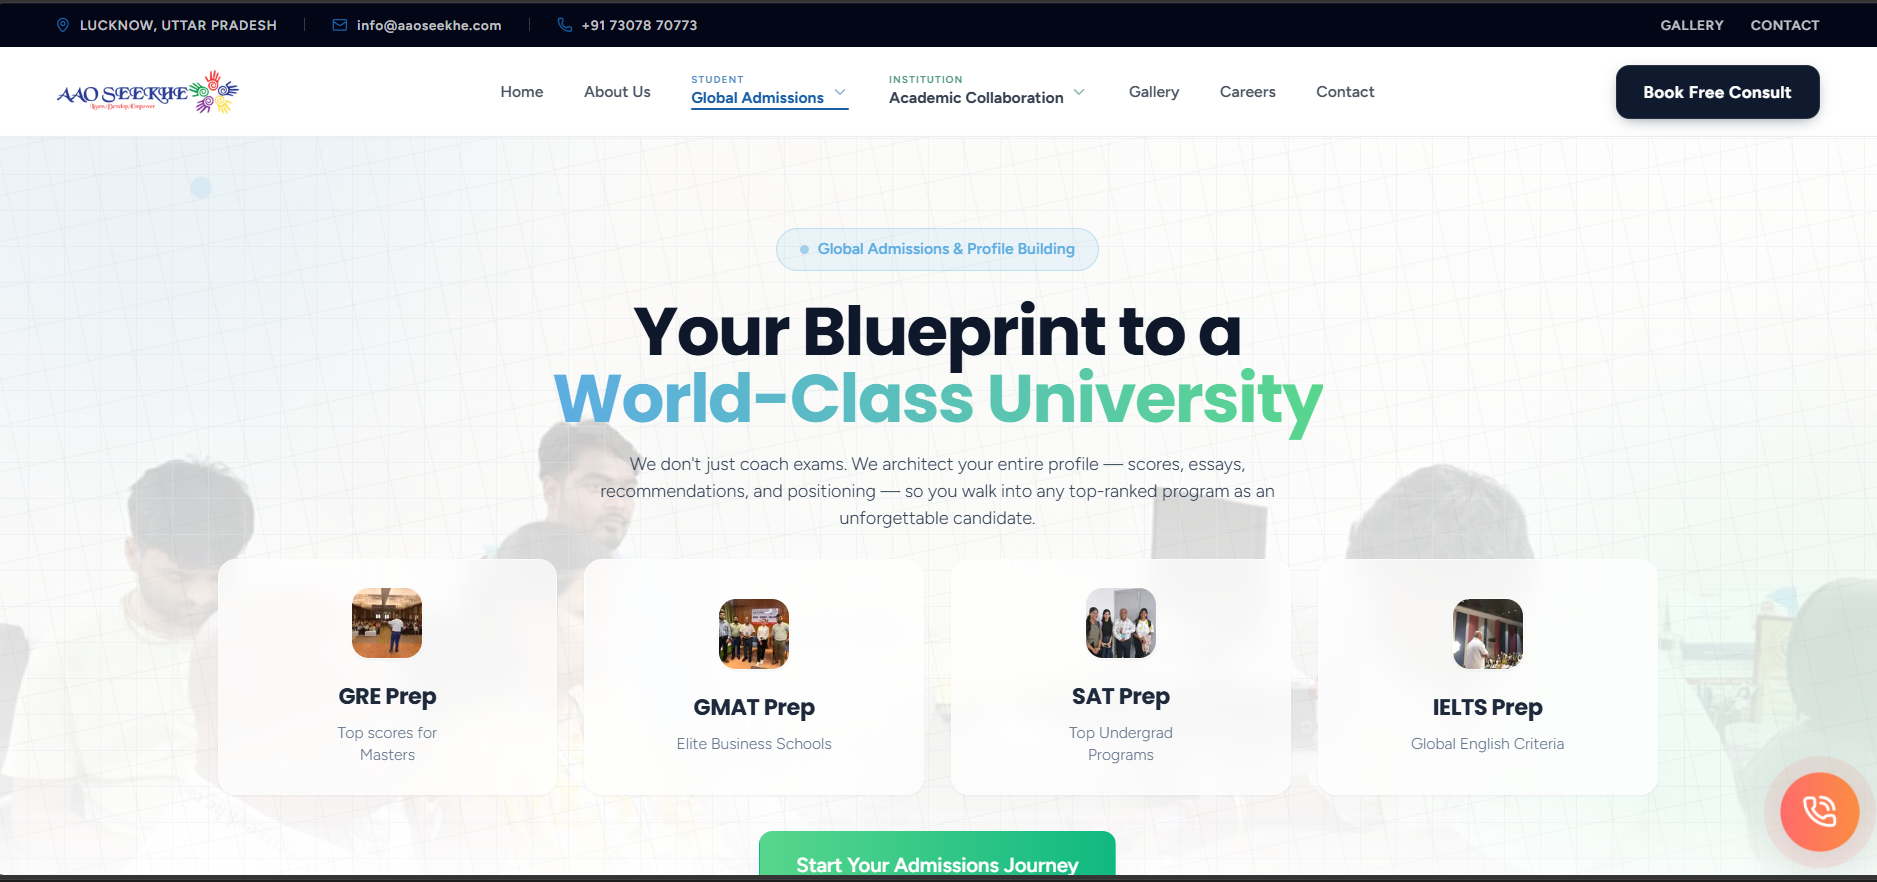 LUCKNOW, UTTAR PRADESH
info@aaoseekhe.com
+91 73078 70773
GALLERY
CONTACT
AAO SEEKHE
Learn.Develop.Empower
Home
About Us
STUDENT
Global Admissions
INSTITUTION
Academic Collaboration
Gallery
Careers
Contact
Book Free Consult
Global Admissions & Profile Building
Your Blueprint to a
World-Class University
We don't just coach exams. We architect your entire profile — scores, essays,
recommendations, and positioning — so you walk into any top-ranked program as an
unforgettable candidate.
GRE Prep
Top scores for
Masters
GMAT Prep
Elite Business Schools
SAT Prep
Top Undergrad
Programs
IELTS Prep
Global English Criteria
Start Your Admissions Journey